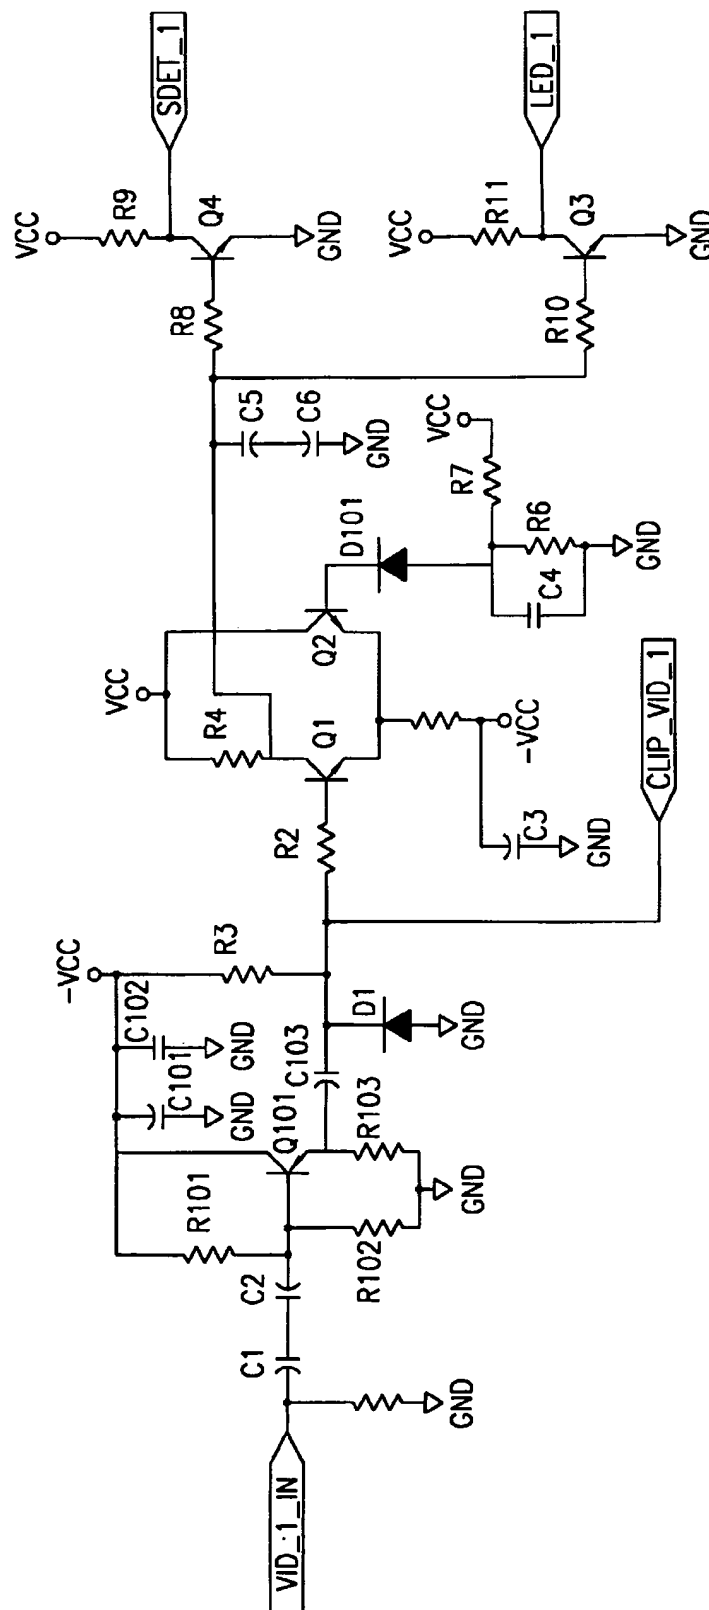 VID_1_IN
GND
C1
C2
R101
R102
Q101
R103
GND
-VCC
C101
GND
C102
GND
C103
R3
D1
GND
CLIP_VID_1
R2
VCC
R4
Q1
Q2
-VCC
C3
GND
D101
C5
C6
GND
VCC
R7
R6
C4
GND
R8
VCC
R9
Q4
GND
SDET_1
R10
VCC
R11
Q3
GND
LED_1